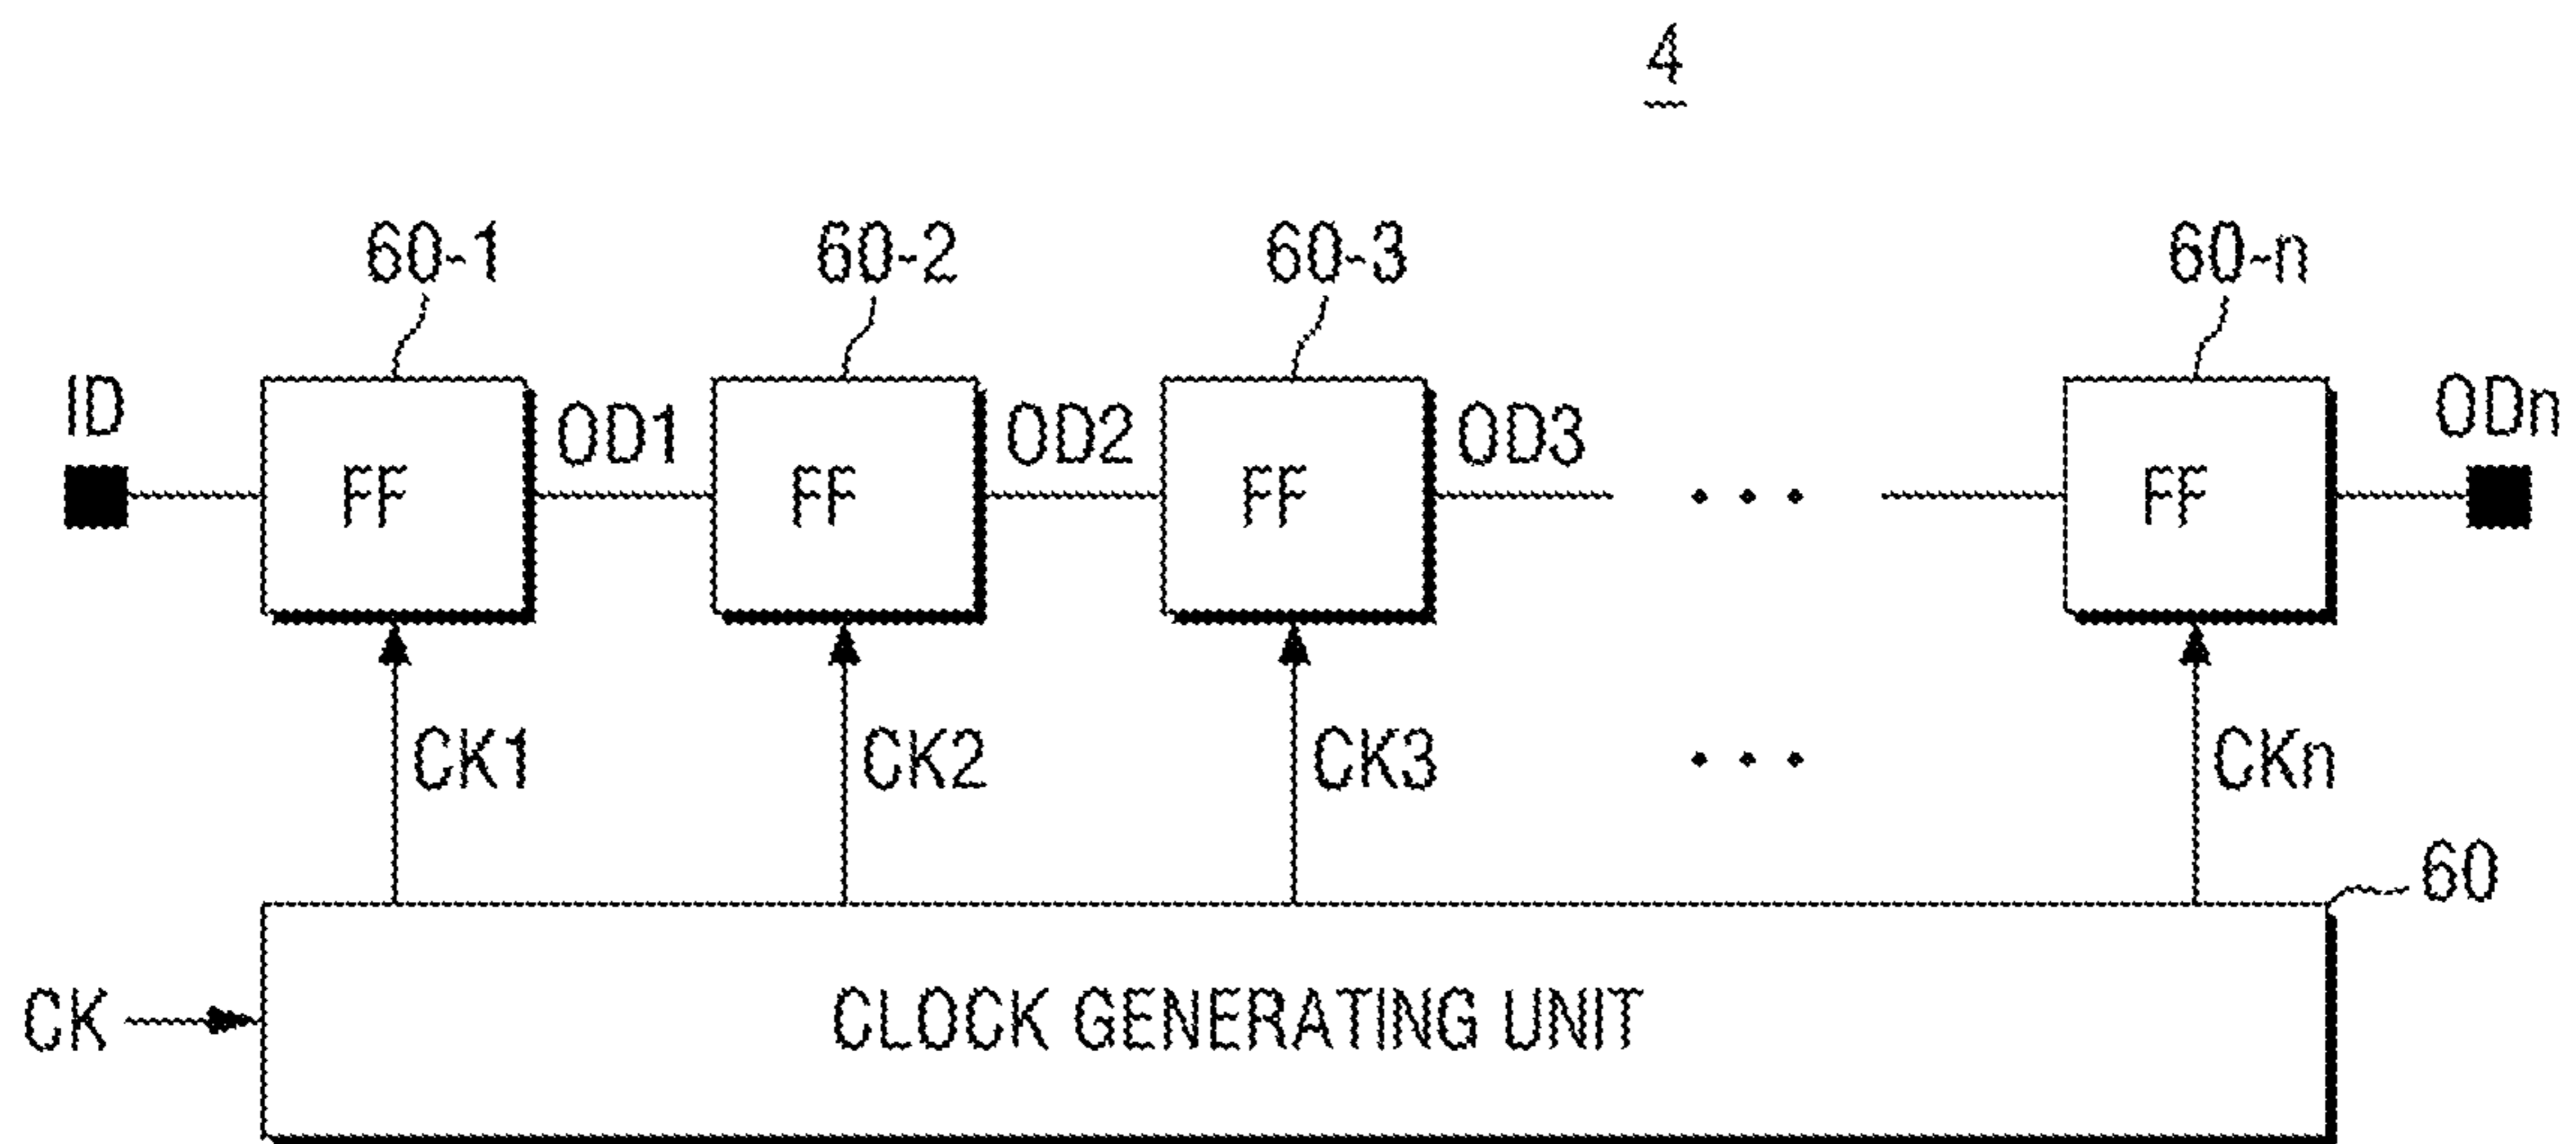 4
60-1 60-2 60-3 60-n
ID OD1 OD2 OD3 ODn
FF FF FF ... FF
CK1 CK2 CK3 ... CKn
60
CK CLOCK GENERATING UNIT